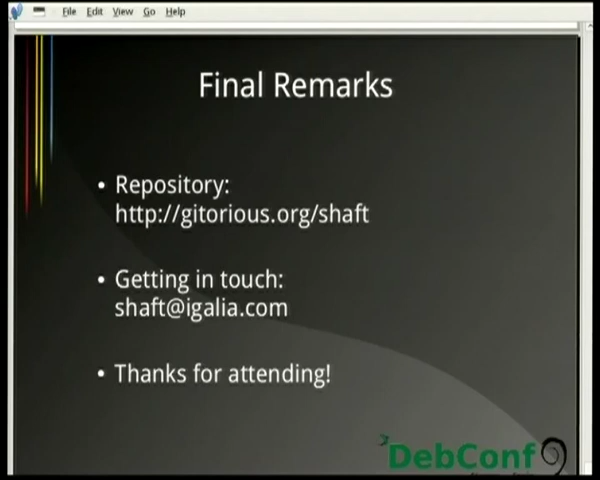 File Edit View Go Help
Final Remarks
• Repository:
http://gitorious.org/shaft
• Getting in touch:
shaft@igalia.com
• Thanks for attending!
DebConf9